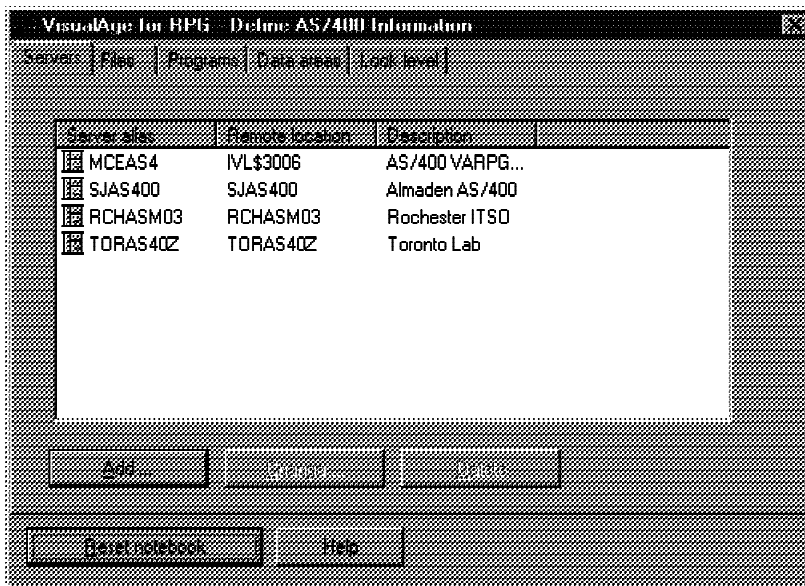 VisualAge for RPG - Define AS/400 Information
Servers Files Programs Data areas Lock level
Server alias Remote location Description
MCEAS4 IVL$3006 AS/400 VARPG...
SJAS400 SJAS400 Almaden AS/400
RCHASM03 RCHASM03 Rochester ITSO
TORAS40Z TORAS40Z Toronto Lab
Add... Change... Delete
Reset notebook Help